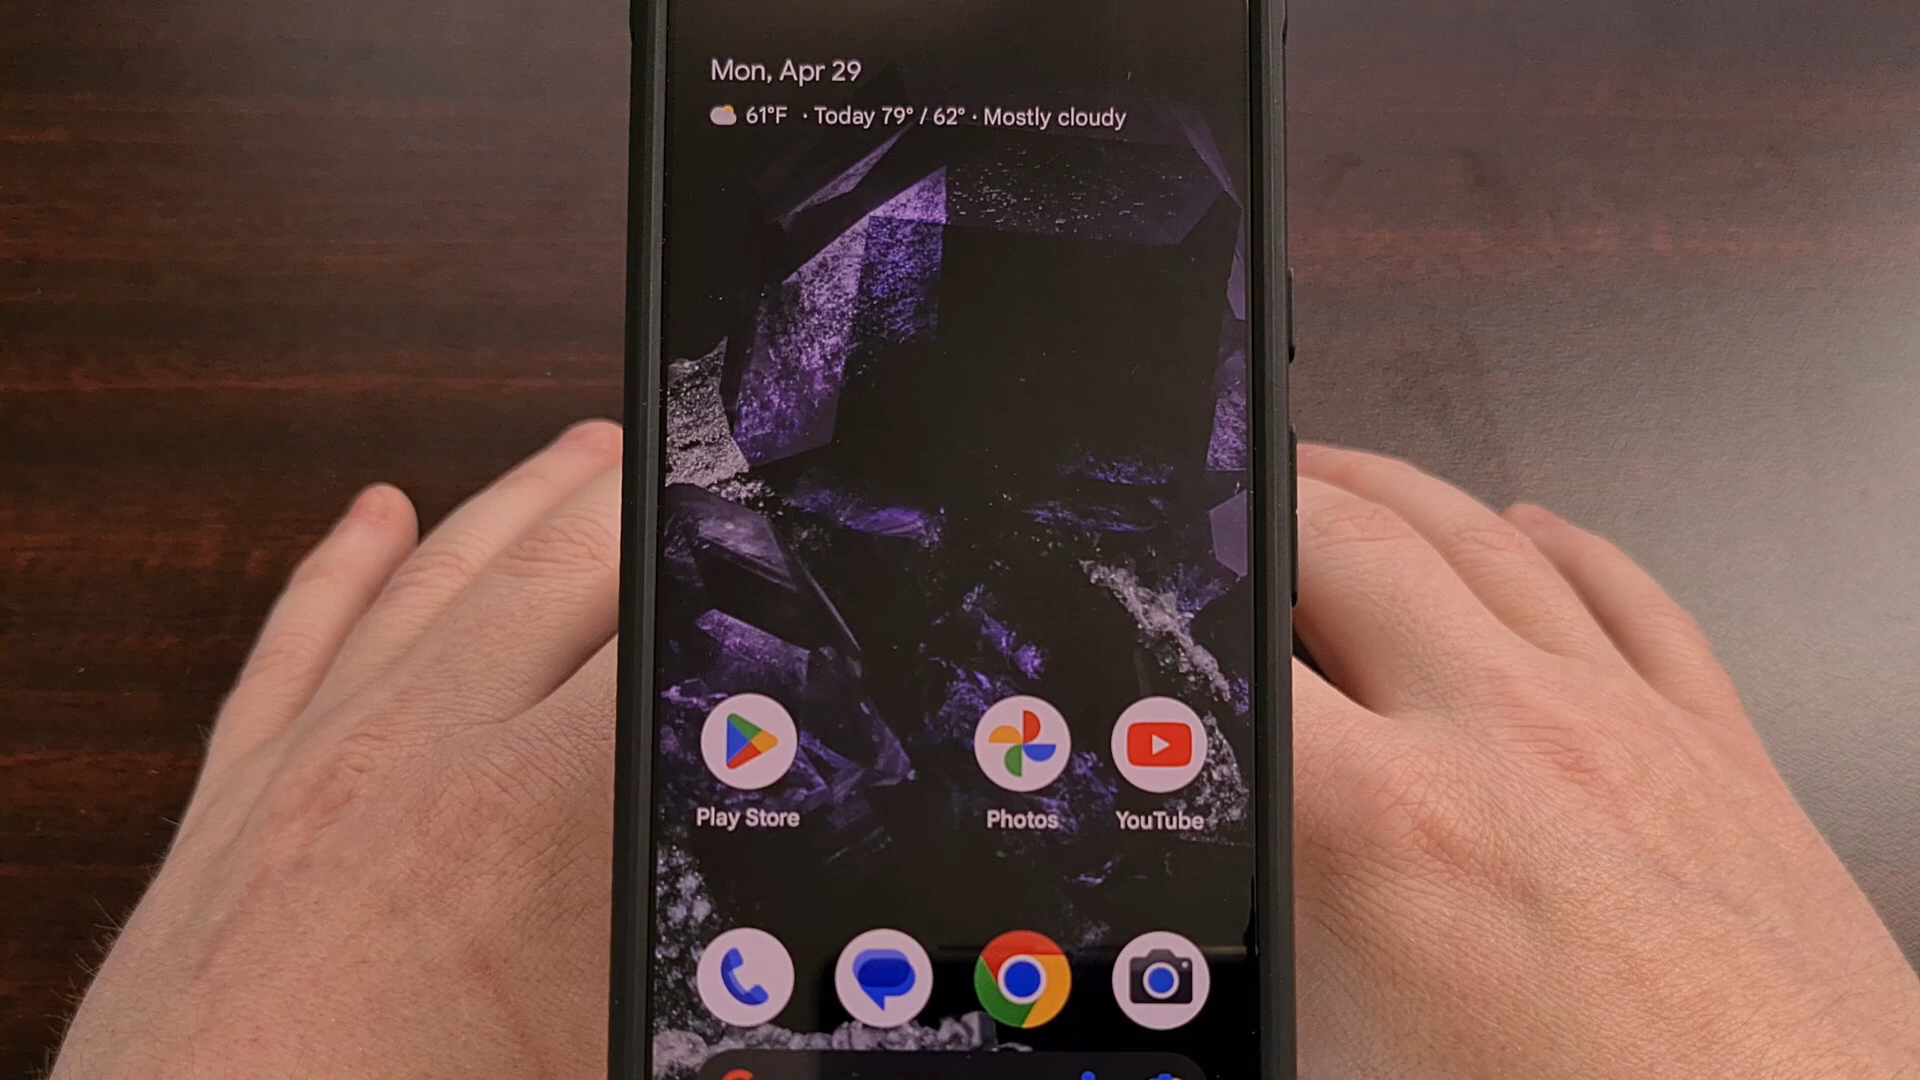 Mon, Apr 29
61°F · Today 79° / 62° · Mostly cloudy
Play Store
Photos
YouTube